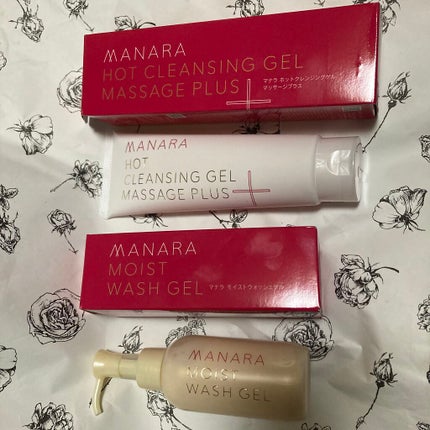 MANARA
HOT CLEANSING GEL
MASSAGE PLUS
マナラ ホットクレンジングゲル
マッサージプラス
MANARA
HOT
CLEANSING GEL
MASSAGE PLUS
MANARA
MOIST
WASH GEL
マナラ モイストウォッシュゲル
MANARA
MOIST
WASH GEL